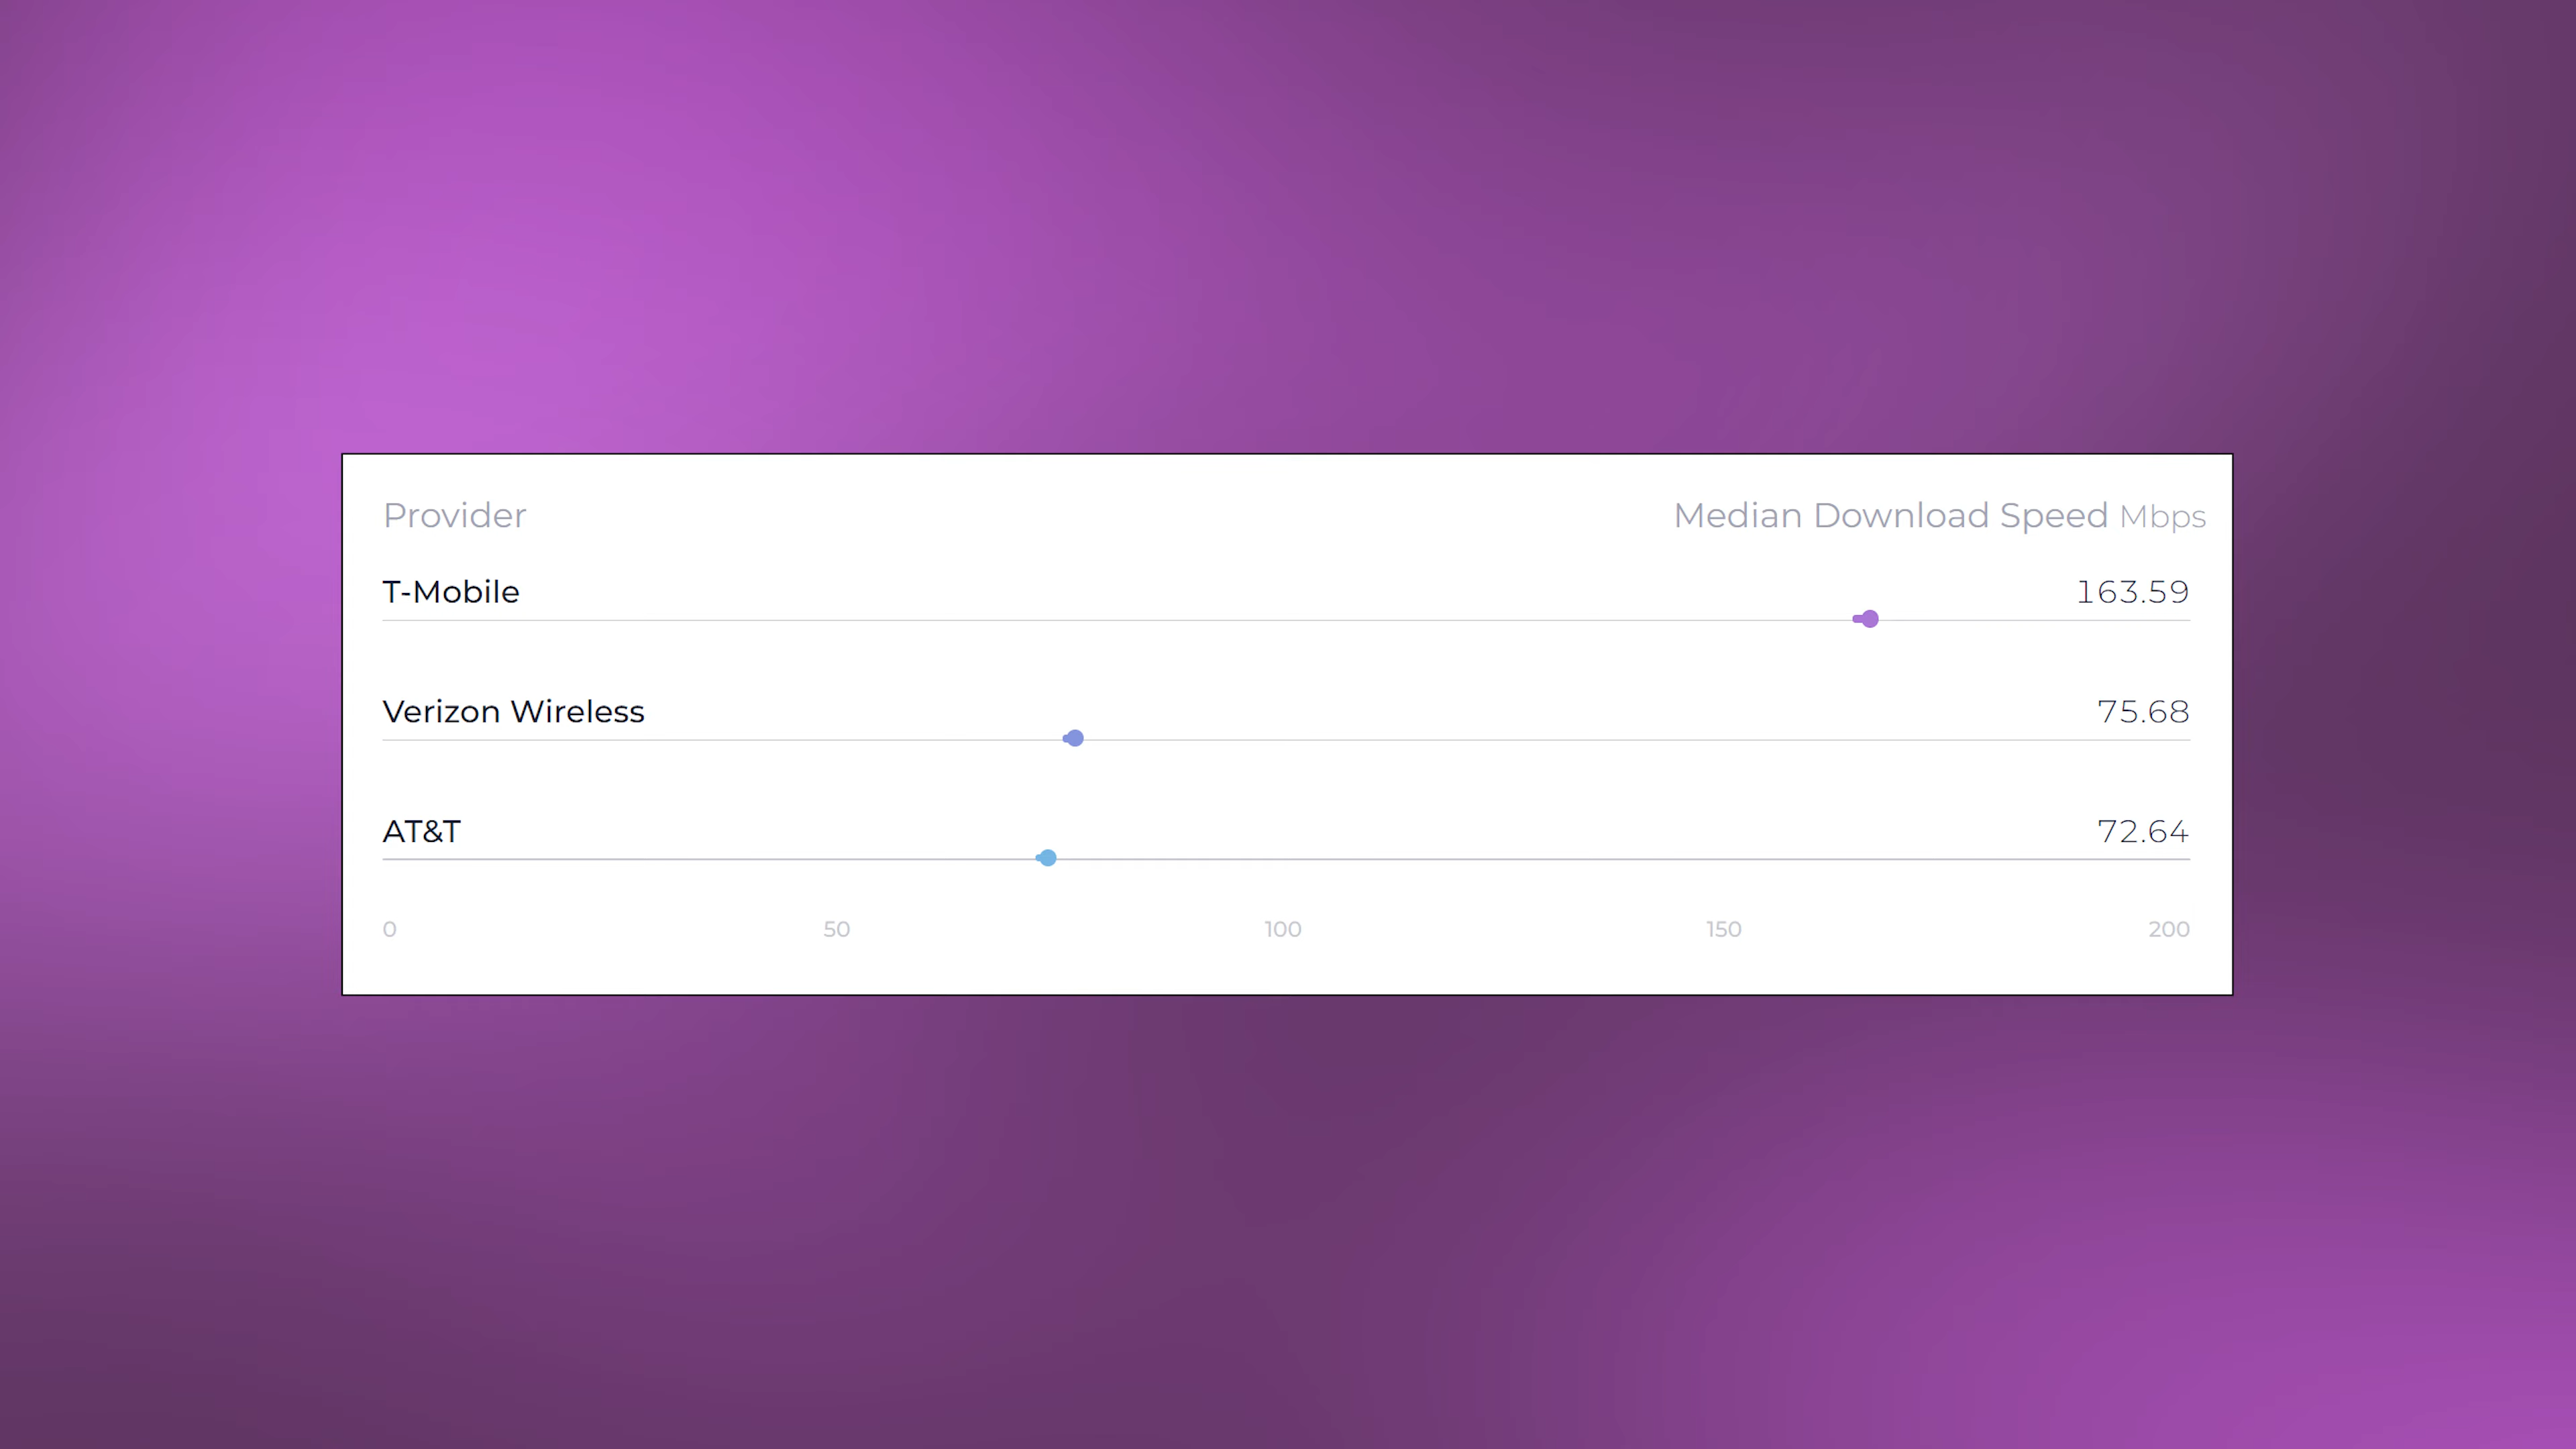 Provider Median Download Speed Mbps
T-Mobile 163.59
Verizon Wireless 75.68
AT&T 72.64
0 50 100 150 200